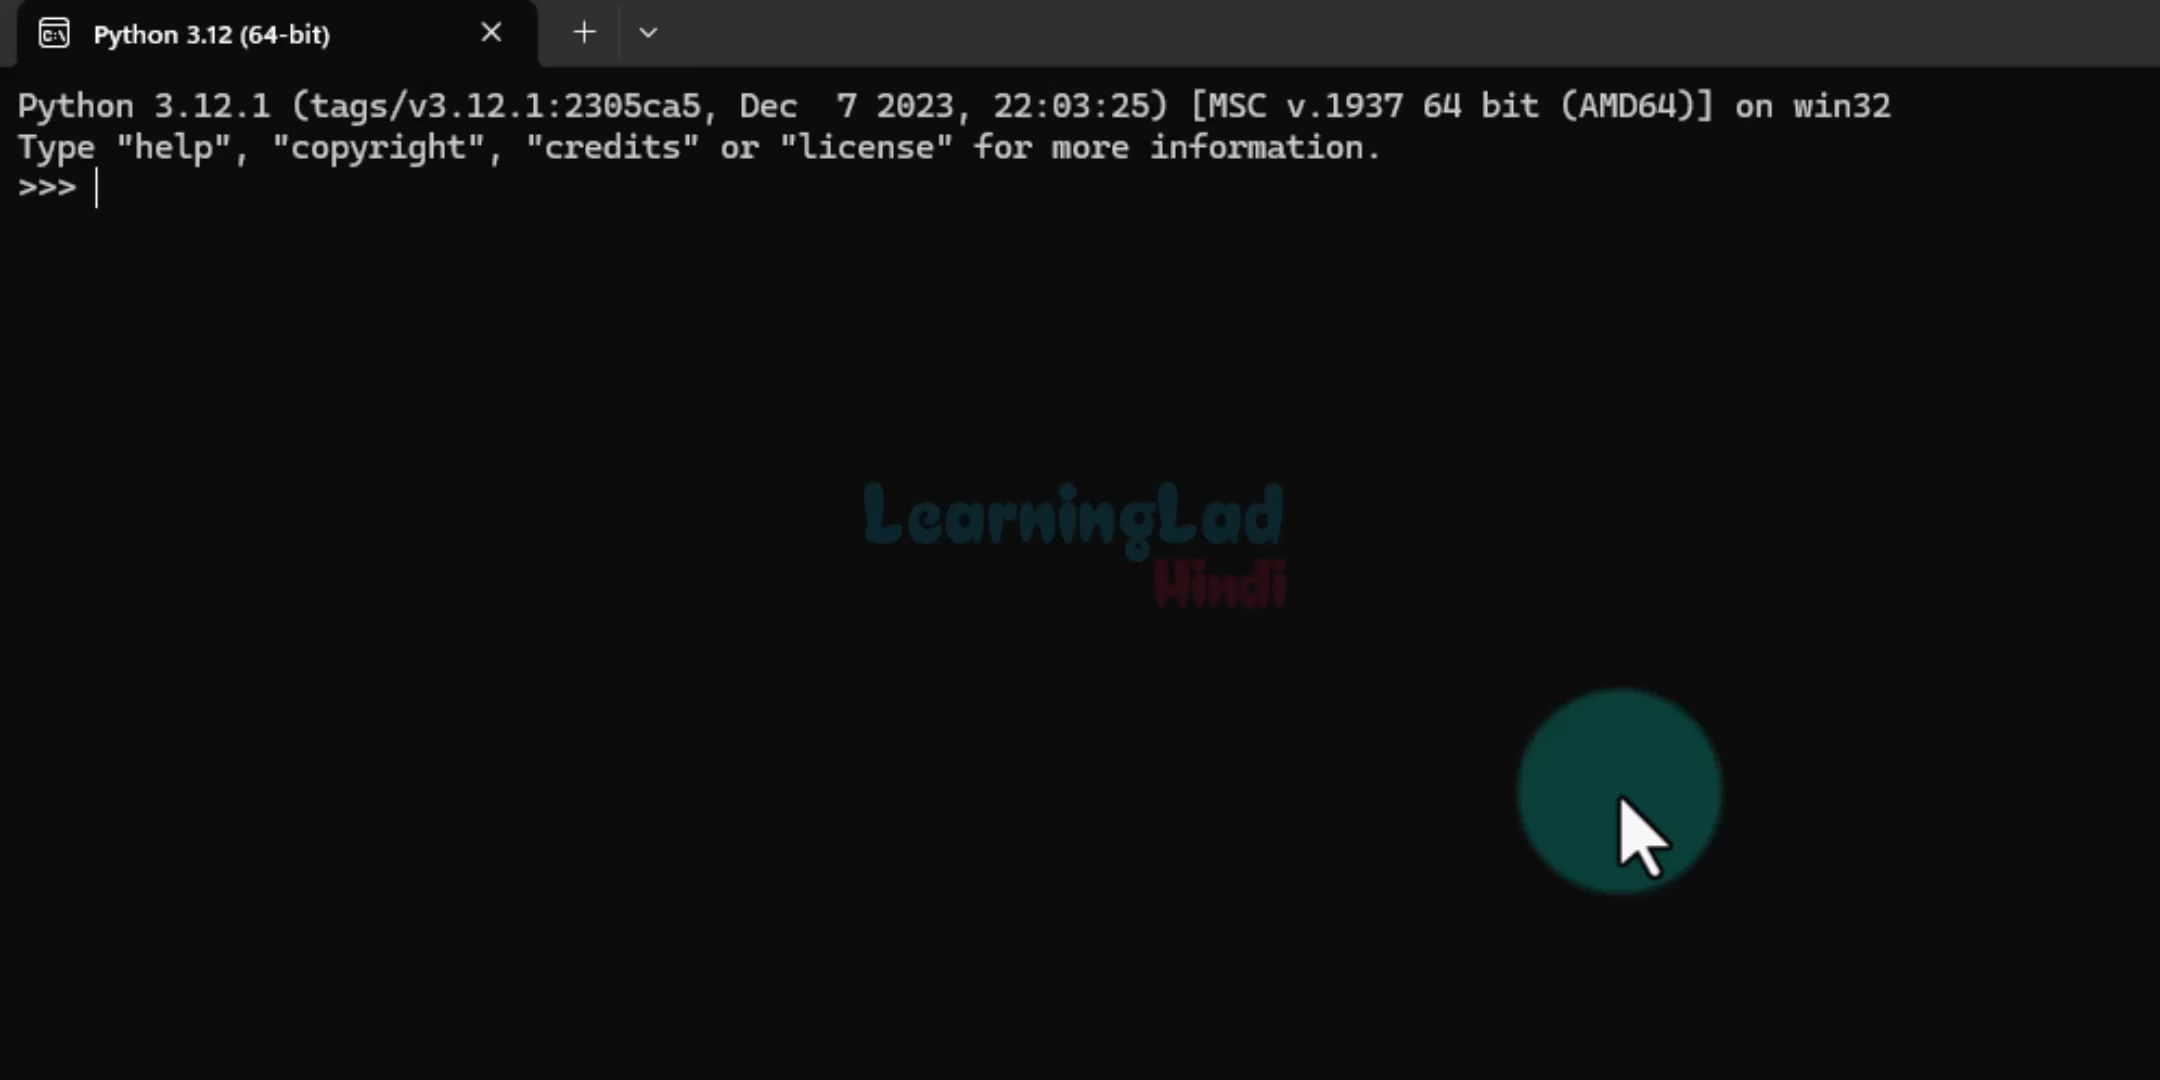 Python 3.12 (64-bit)
Python 3.12.1 (tags/v3.12.1:2305ca5, Dec  7 2023, 22:03:25) [MSC v.1937 64 bit (AMD64)] on win32
Type "help", "copyright", "credits" or "license" for more information.
>>>
LearningLad
Hindi